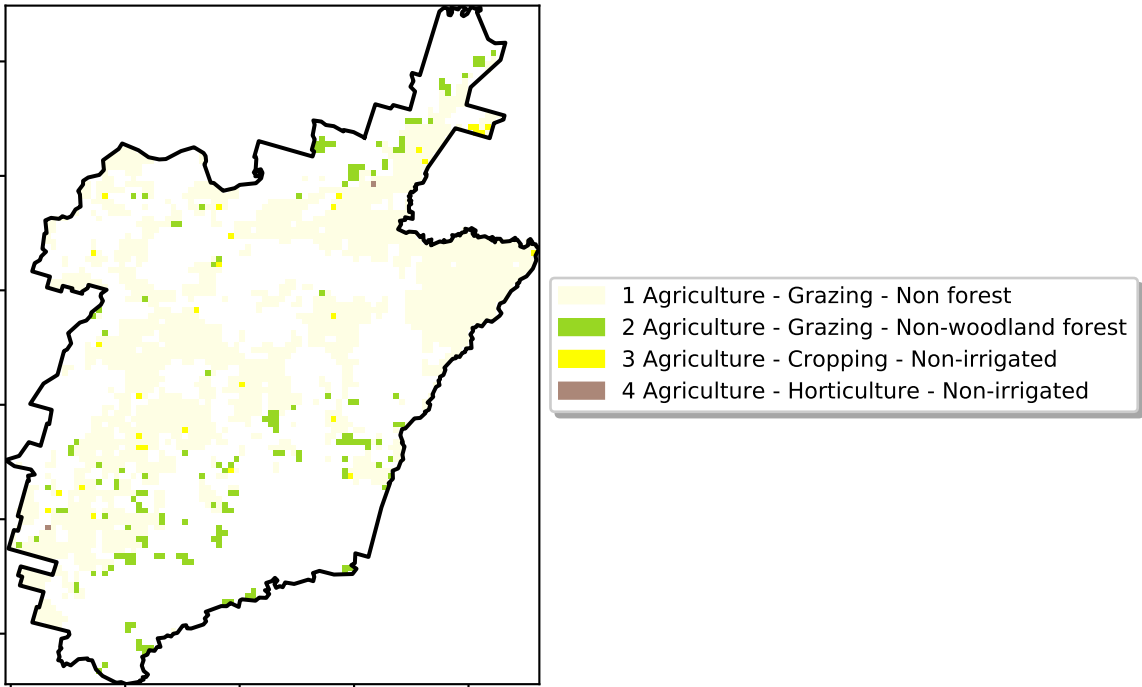 1 Agriculture - Grazing - Non forest
2 Agriculture - Grazing - Non-woodland forest
3 Agriculture - Cropping - Non-irrigated
4 Agriculture - Horticulture - Non-irrigated